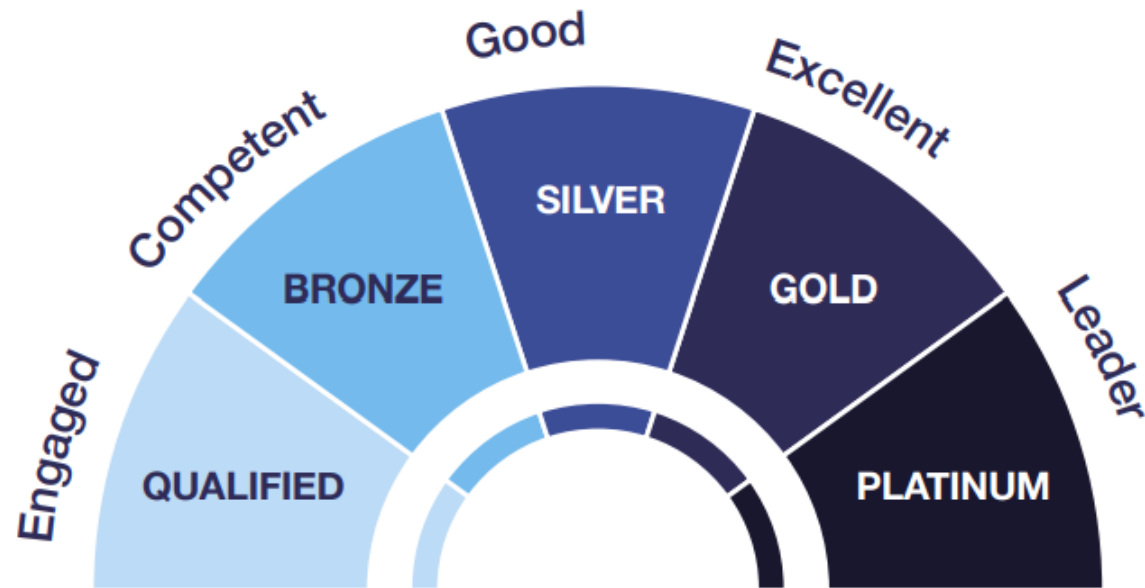 Engaged
QUALIFIED
Competent
BRONZE
Good
SILVER
Excellent
GOLD
Leader
PLATINUM